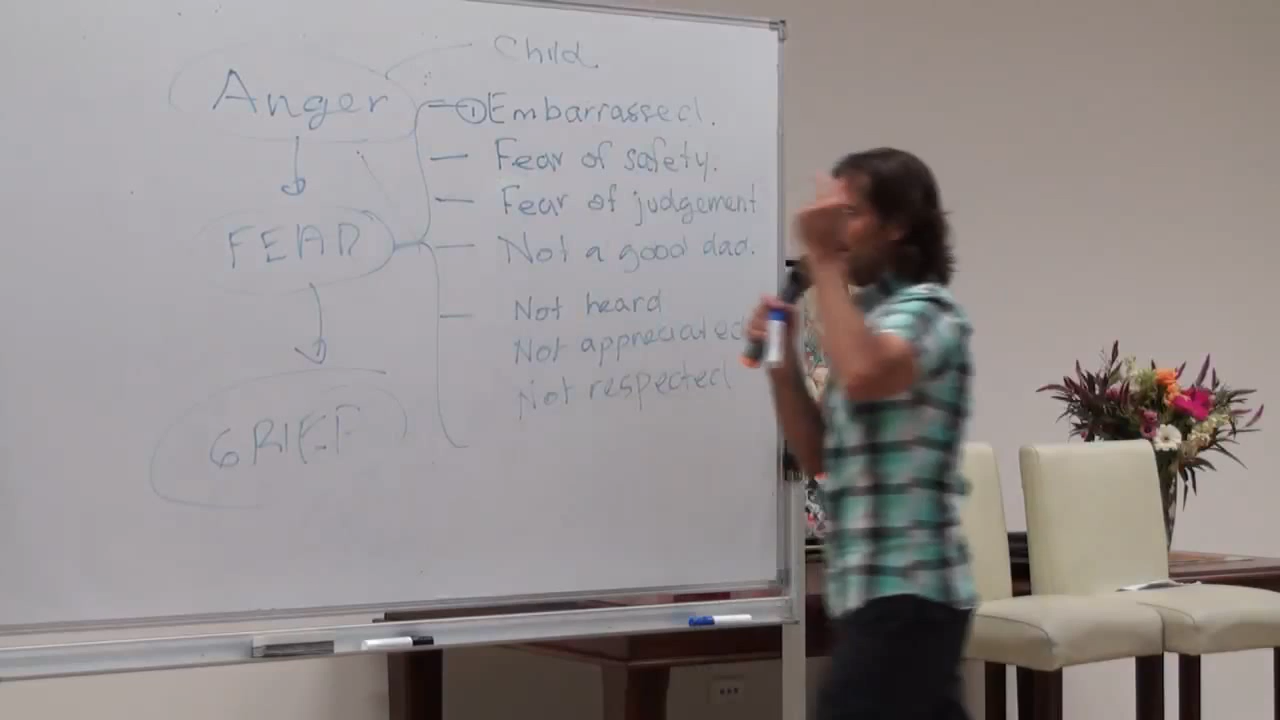 Child.
Anger
① Embarrassed.
Fear of safety.
Fear of judgement
FEAR
Not a good dad.
Not heard
Not appreciated
Not respected
GRIEF